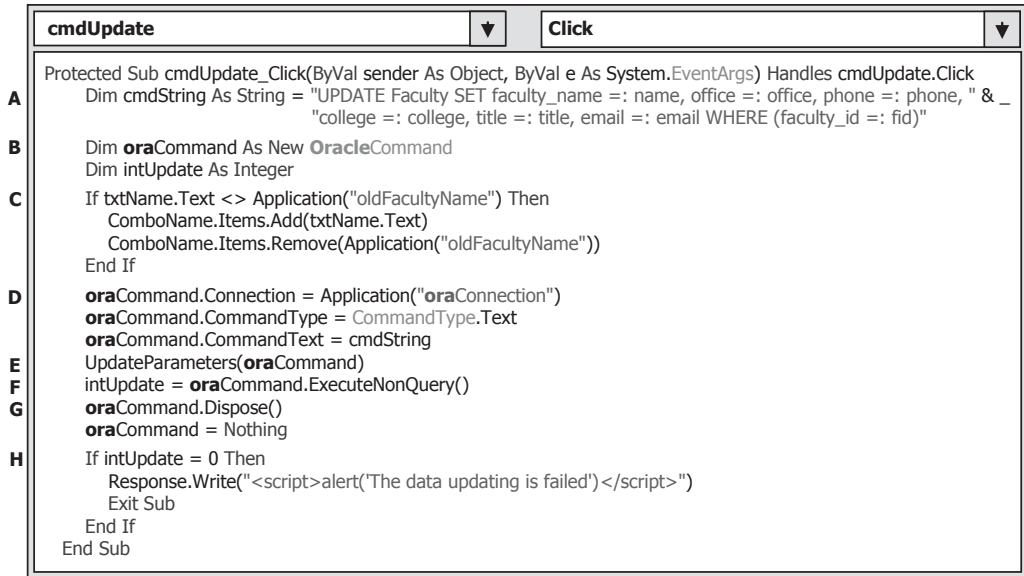 cmdUpdate Click
Protected Sub cmdUpdate_Click(ByVal sender As Object, ByVal e As System.EventArgs) Handles cmdUpdate.Click
A Dim cmdString As String = "UPDATE Faculty SET faculty_name =: name, office =: office, phone =: phone, " & _
"college =: college, title =: title, email =: email WHERE (faculty_id =: fid)"
B Dim oraCommand As New OracleCommand
Dim intUpdate As Integer
C If txtName.Text <> Application("oldFacultyName") Then
ComboName.Items.Add(txtName.Text)
ComboName.Items.Remove(Application("oldFacultyName"))
End If
D oraCommand.Connection = Application("oraConnection")
oraCommand.CommandType = CommandType.Text
oraCommand.CommandText = cmdString
E UpdateParameters(oraCommand)
F intUpdate = oraCommand.ExecuteNonQuery()
G oraCommand.Dispose()
oraCommand = Nothing
H If intUpdate = 0 Then
Response.Write("<script>alert('The data updating is failed')</script>")
Exit Sub
End If
End Sub